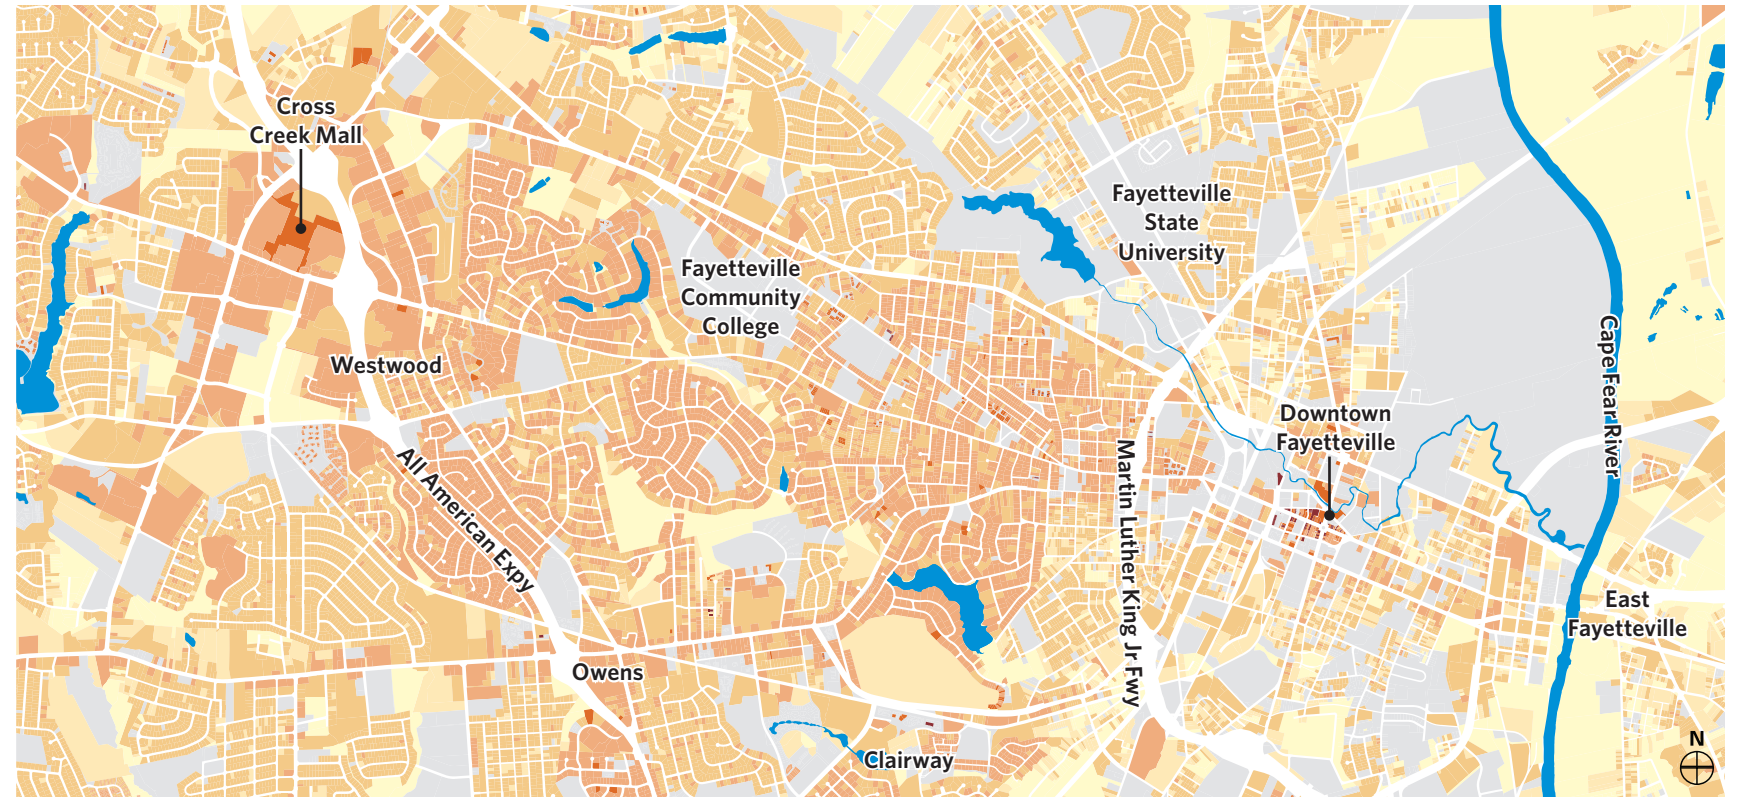 Cross
Creek Mall
Fayetteville
State
University
Fayetteville
Community
College
Westwood
Cape Fear River
Downtown
Fayetteville
All American Expy
Martin Luther King Jr Fwy
East
Fayetteville
Owens
Clairway
N